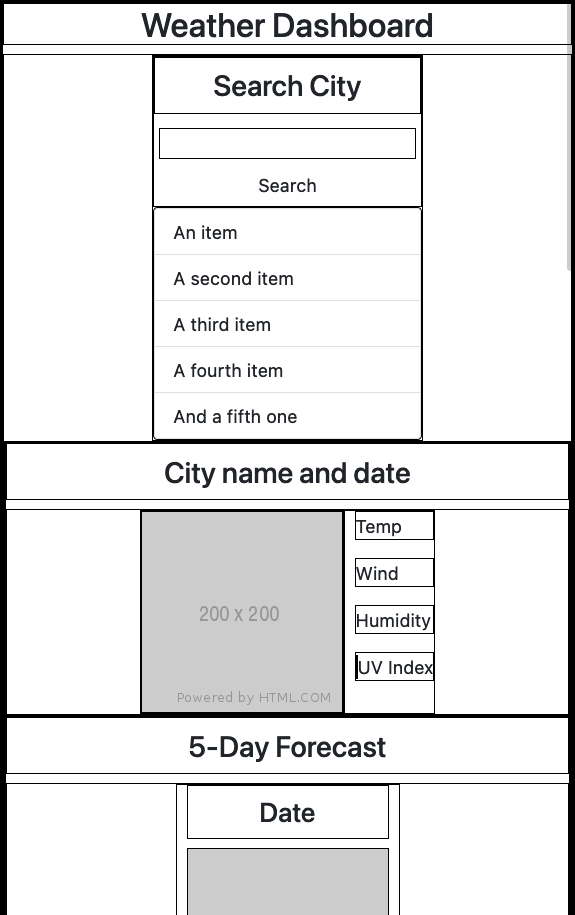 Weather Dashboard
Search City
Search
An item
A second item
A third item
A fourth item
And a fifth one
City name and date
200 x 200
Powered by HTML.COM
Temp
Wind
Humidity
UV Index
5-Day Forecast
Date